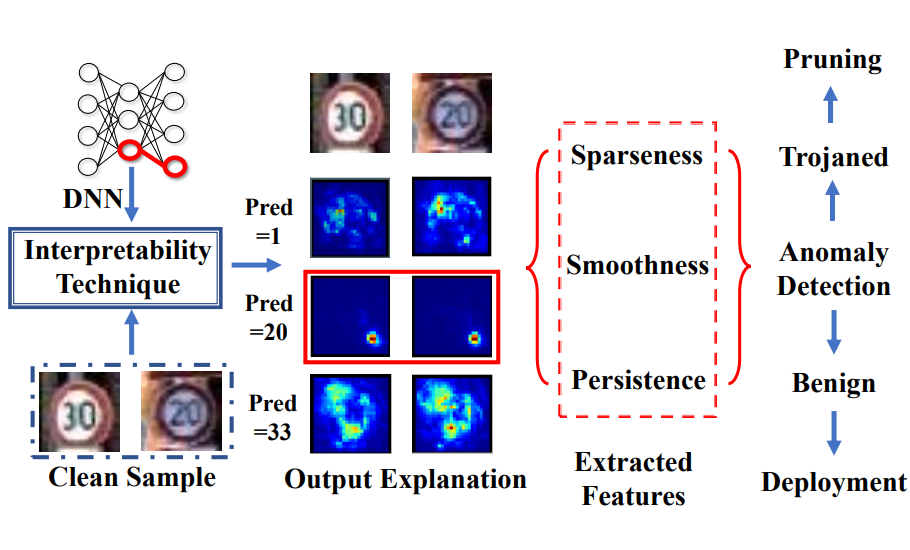 DNN
Interpretability
Technique
30
20
Clean Sample
30
20
Pred
=1
Pred
=20
Pred
=33
Output Explanation
Sparseness
Smoothness
Persistence
Extracted
Features
Pruning
Trojaned
Anomaly
Detection
Benign
Deployment